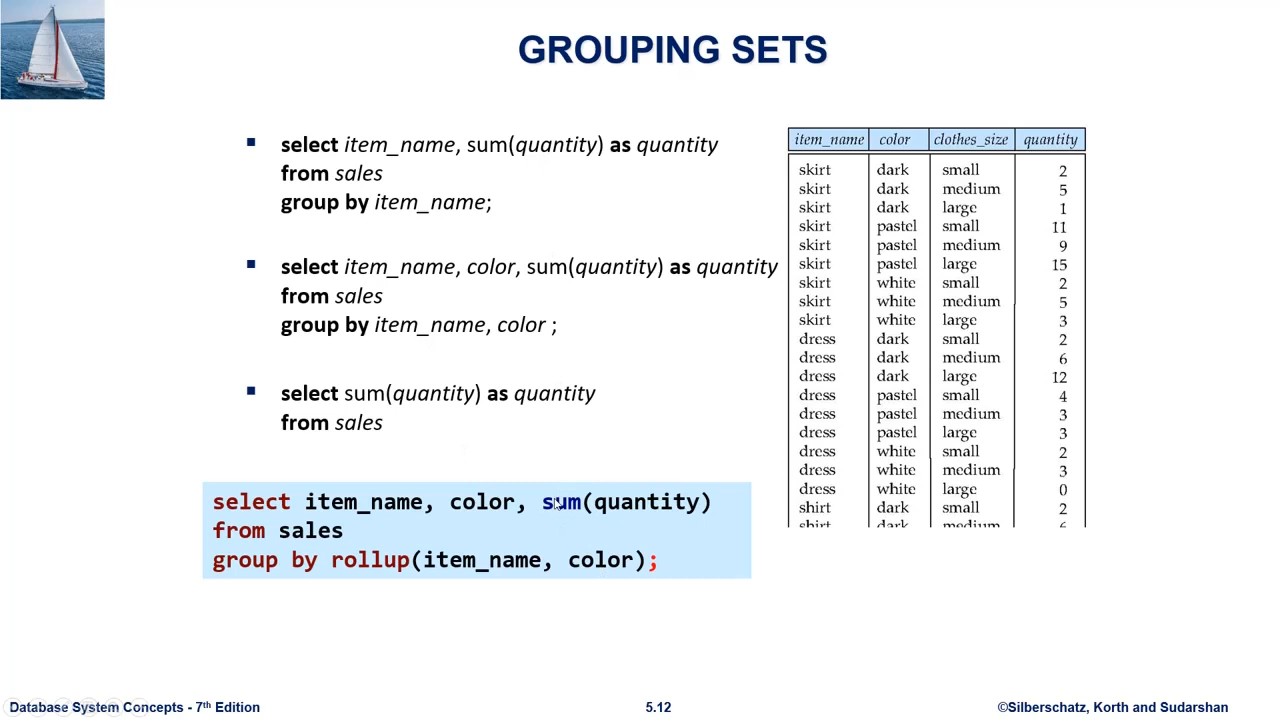 GROUPING SETS
select item_name, sum(quantity) as quantity
from sales
group by item_name;
select item_name, color, sum(quantity) as quantity
from sales
group by item_name, color ;
select sum(quantity) as quantity
from sales
select item_name, color, sum(quantity)
from sales
group by rollup(item_name, color);
item_name color clothes_size quantity
skirt dark small 2
skirt dark medium 5
skirt dark large 1
skirt pastel small 11
skirt pastel medium 9
skirt pastel large 15
skirt white small 2
skirt white medium 5
skirt white large 3
dress dark small 2
dress dark medium 6
dress dark large 12
dress pastel small 4
dress pastel medium 3
dress pastel large 3
dress white small 2
dress white medium 3
dress white large 0
shirt dark small 2
shirt dark medium 6
Database System Concepts - 7th Edition
5.12
©Silberschatz, Korth and Sudarshan